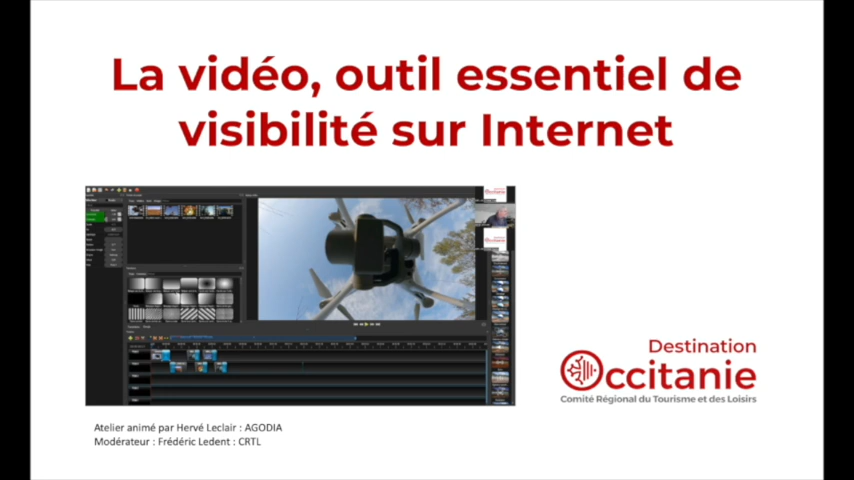 La vidéo, outil essentiel de
visibilité sur Internet
Destination
Occitanie
Comité Régional du Tourisme et des Loisirs
Atelier animé par Hervé Leclair : AGODIA
Modérateur : Frédéric Ledent : CRTL